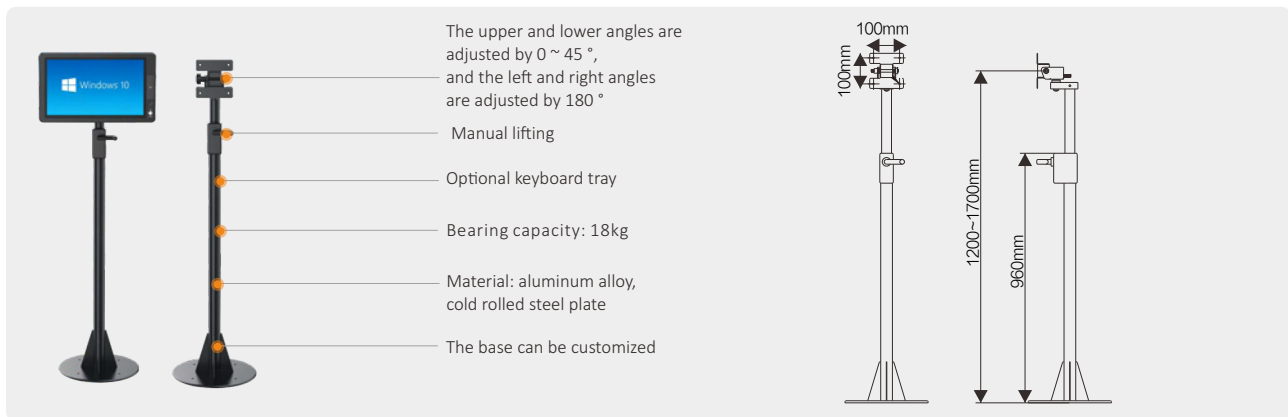 The upper and lower angles are
adjusted by 0 ~ 45 °,
and the left and right angles
are adjusted by 180 °
Manual lifting
Optional keyboard tray
Bearing capacity: 18kg
Material: aluminum alloy,
cold rolled steel plate
The base can be customized
Windows 10
100mm
100mm
1200~1700mm
960mm